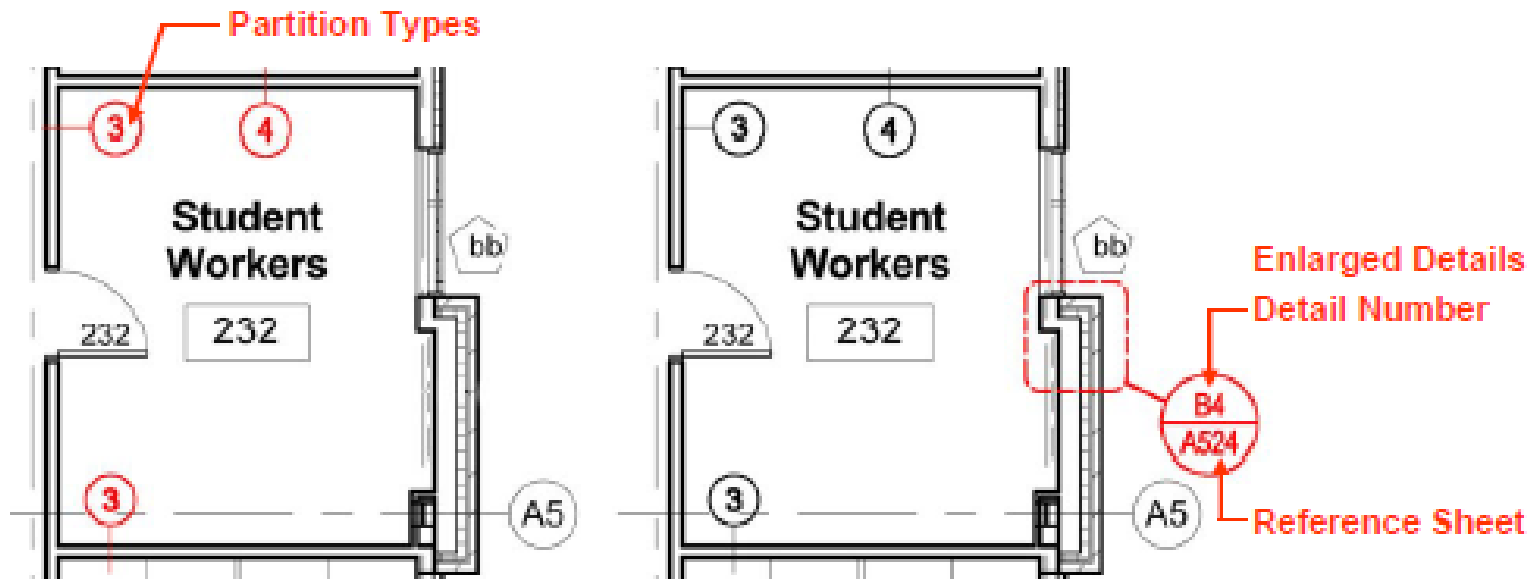 Partition Types
3
4
Student
Workers
bb
232
232
3
A5
3
4
Student
Workers
bb
Enlarged Details
Detail Number
232
232
B4
A524
3
A5
Reference Sheet